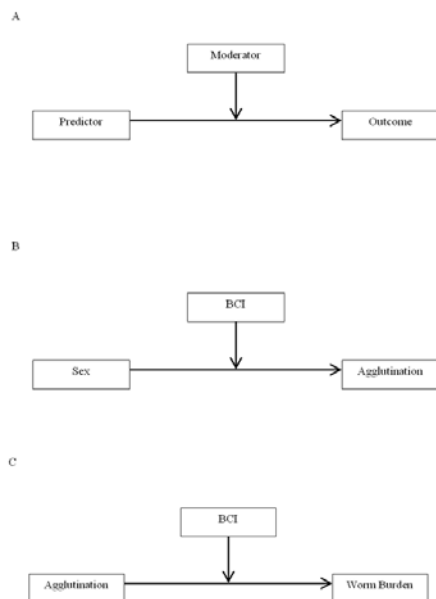 A
Moderator
Predictor
Outcome
B
BCI
Sex
Agglutination
C
BCI
Agglutination
Worm Burden